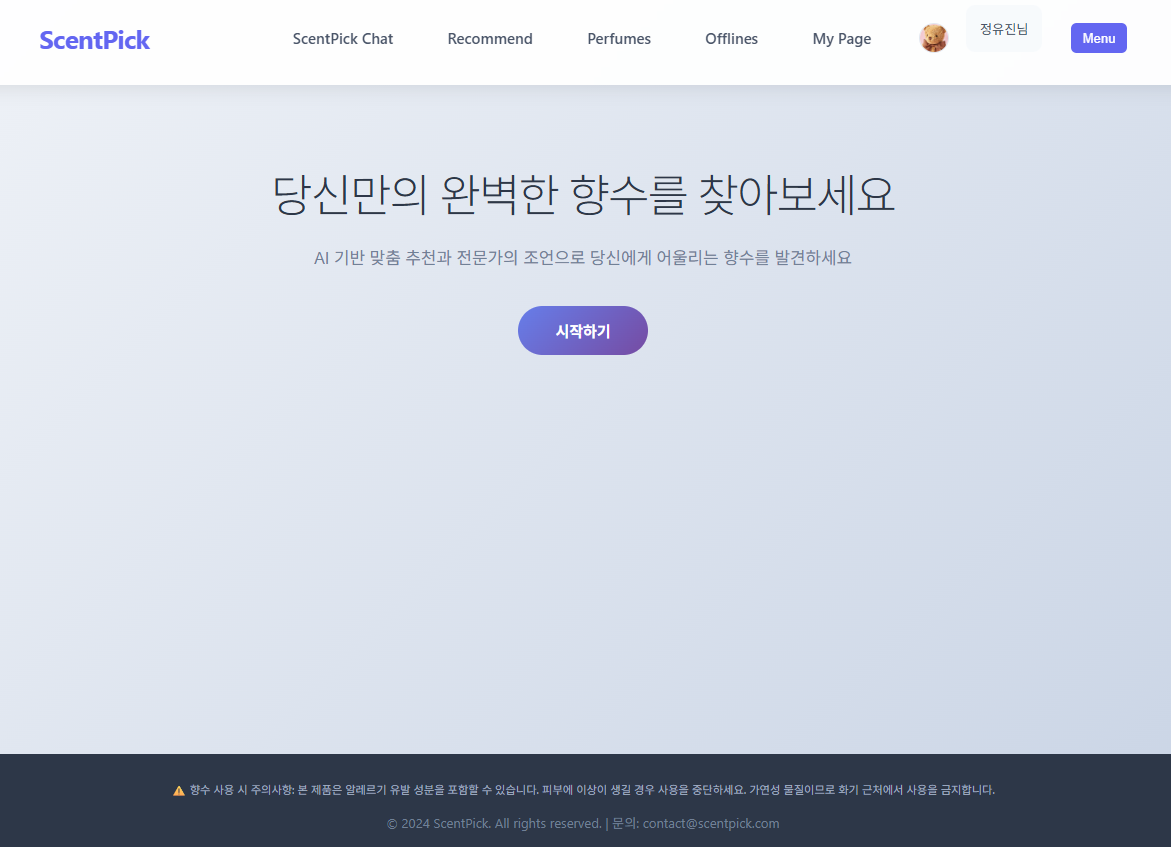 ScentPick
ScentPick Chat
Recommend
Perfumes
Offlines
My Page
정유진님
Menu
당신만의 완벽한 향수를 찾아보세요
AI 기반 맞춤 추천과 전문가의 조언으로 당신에게 어울리는 향수를 발견하세요
시작하기
⚠️ 향수 사용 시 주의사항: 본 제품은 알레르기 유발 성분을 포함할 수 있습니다. 피부에 이상이 생길 경우 사용을 중단하세요. 가연성 물질이므로 화기 근처에서 사용을 금지합니다.
© 2024 ScentPick. All rights reserved. | 문의: contact@scentpick.com